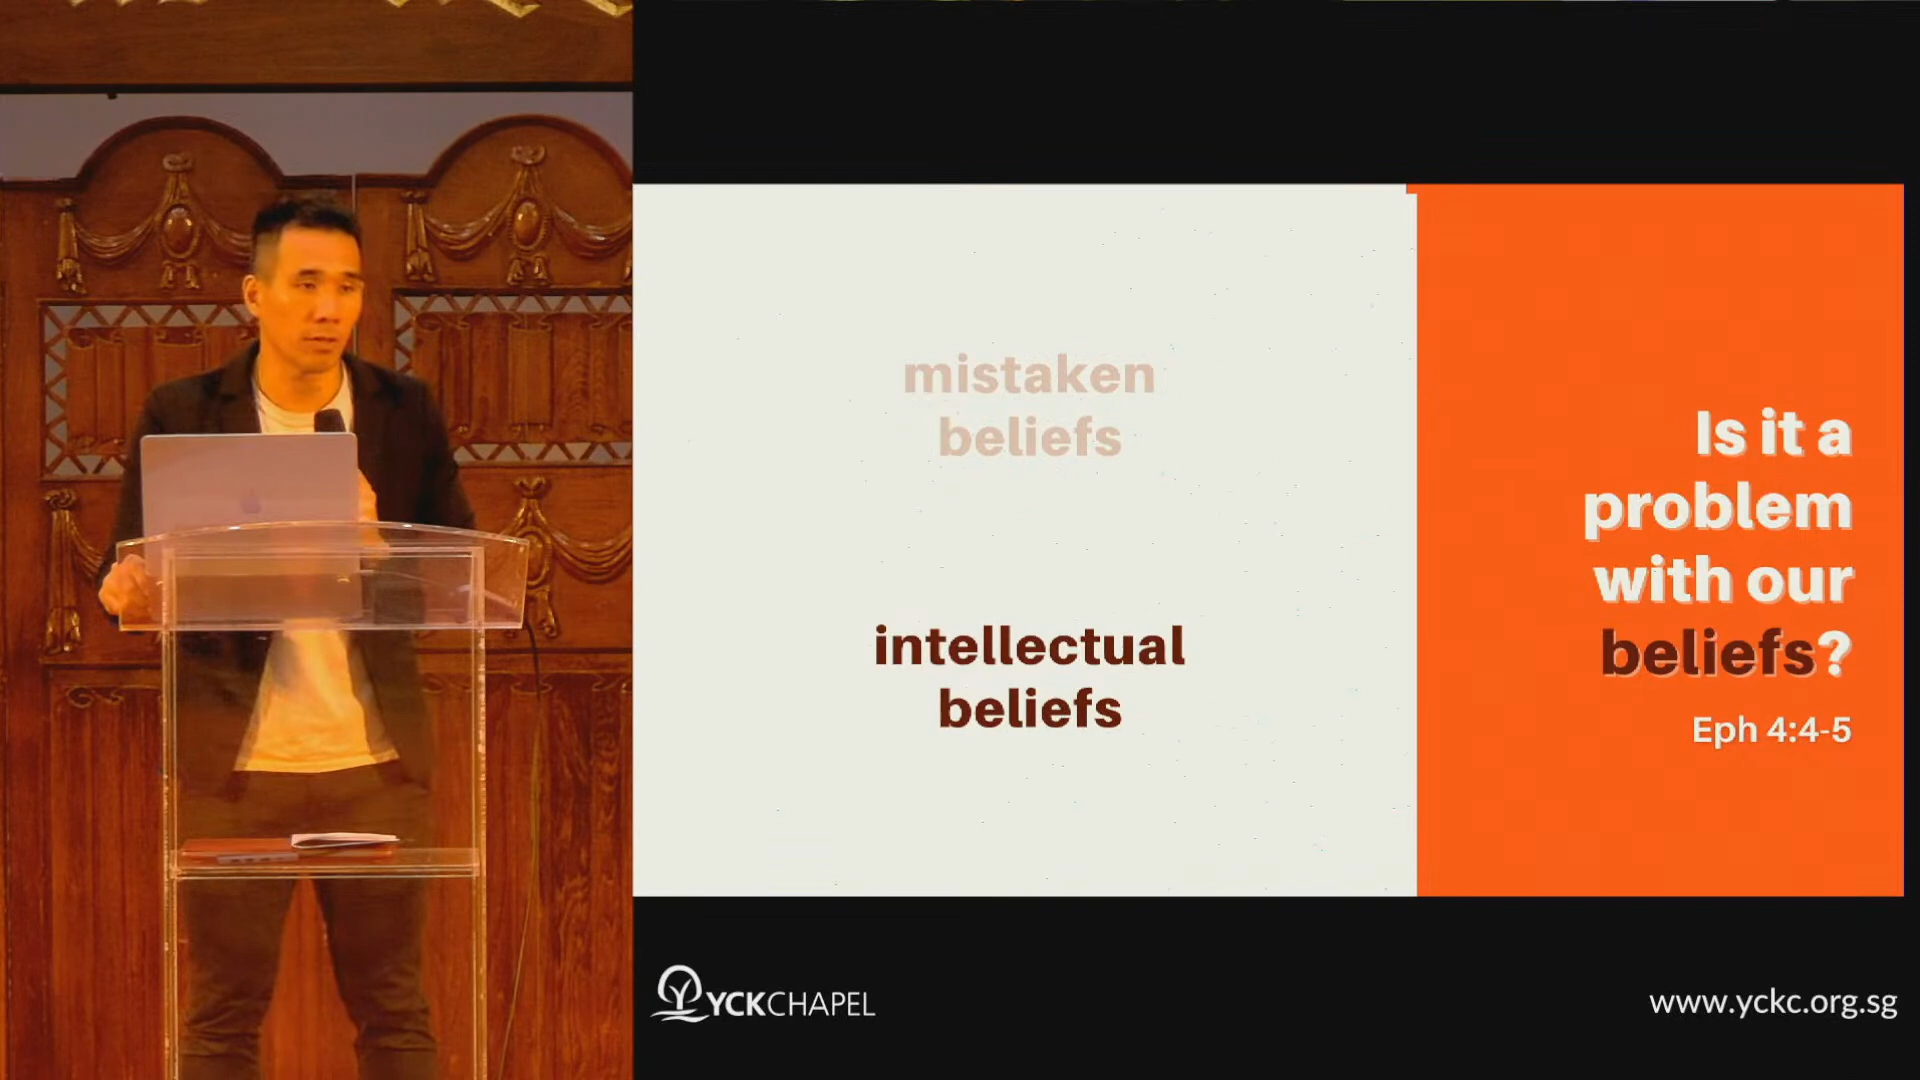 mistaken
beliefs
intellectual
beliefs
Is it a
problem
with our
beliefs?
Eph 4:4-5
YCKCHAPEL
www.yckc.org.sg